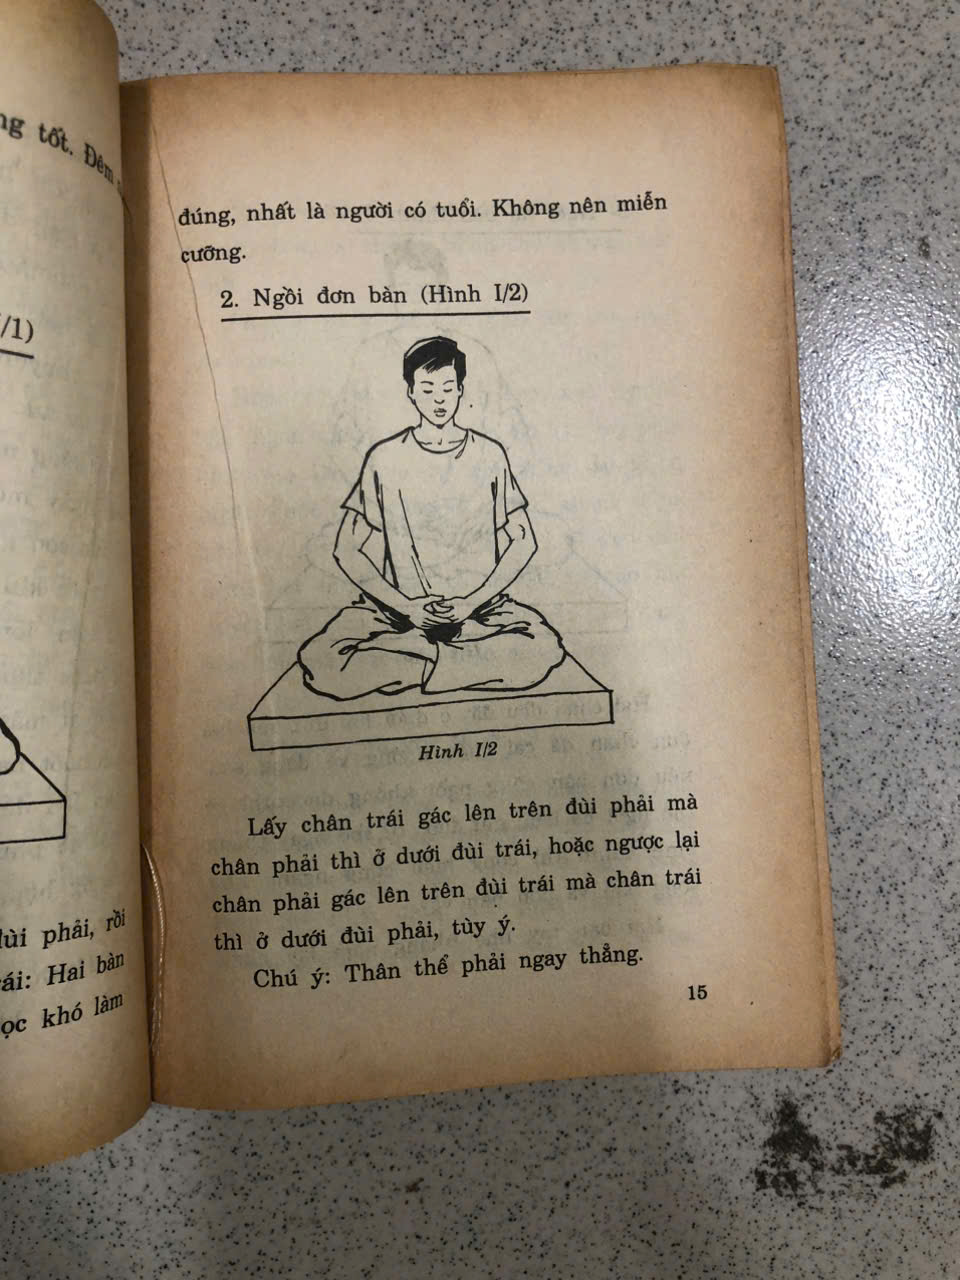 ng tốt. Đêm
/1)
đùi phải, rồi
ái: Hai bàn
ọc khó làm
đúng, nhất là người có tuổi. Không nên miễn
cưỡng.
2. Ngồi đơn bàn (Hình I/2)
Hình I/2
Lấy chân trái gác lên trên đùi phải mà
chân phải thì ở dưới đùi trái, hoặc ngược lại
chân phải gác lên trên đùi trái mà chân trái
thì ở dưới đùi phải, tùy ý.
Chú ý: Thân thể phải ngay thẳng.
15